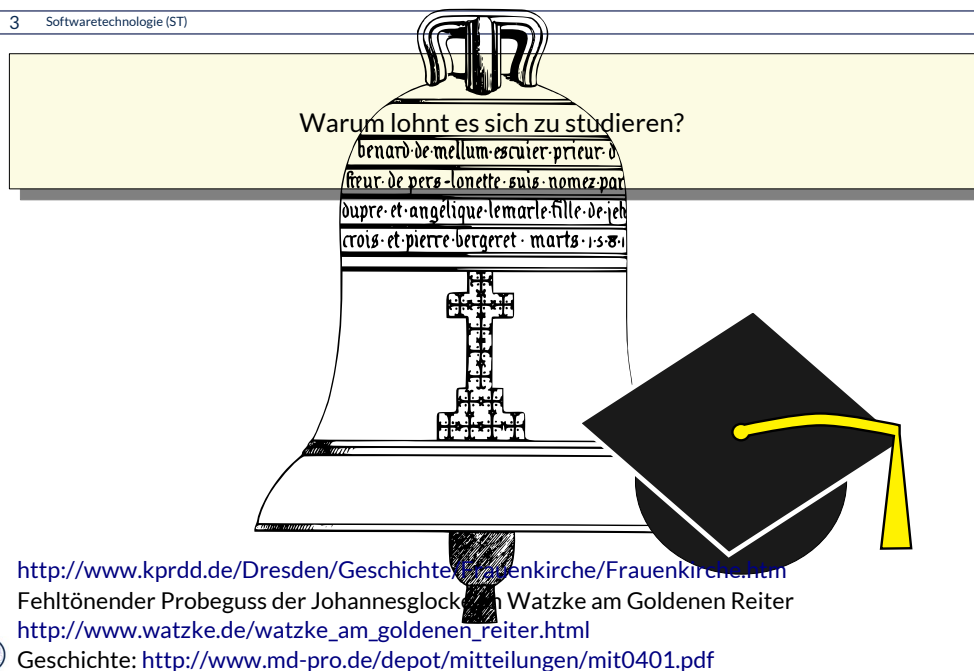 3 Softwaretechnologie (ST)
Warum lohnt es sich zu studieren?
benard·de·mellum·escuier·prieur·d
freur·de pers-lonette·suis·nomez·par
dupre·et·angélique·lemarle·fille·de·jeh
crois·et·pierre·bergeret·marts·1·5·8·1
http://www.kprdd.de/Dresden/Geschichte/Frauenkirche/Frauenkirche.htm
Fehltönender Probeguss der Johannesglocke Watzke am Goldenen Reiter
http://www.watzke.de/watzke_am_goldenen_reiter.html
Geschichte: http://www.md-pro.de/depot/mitteilungen/mit0401.pdf